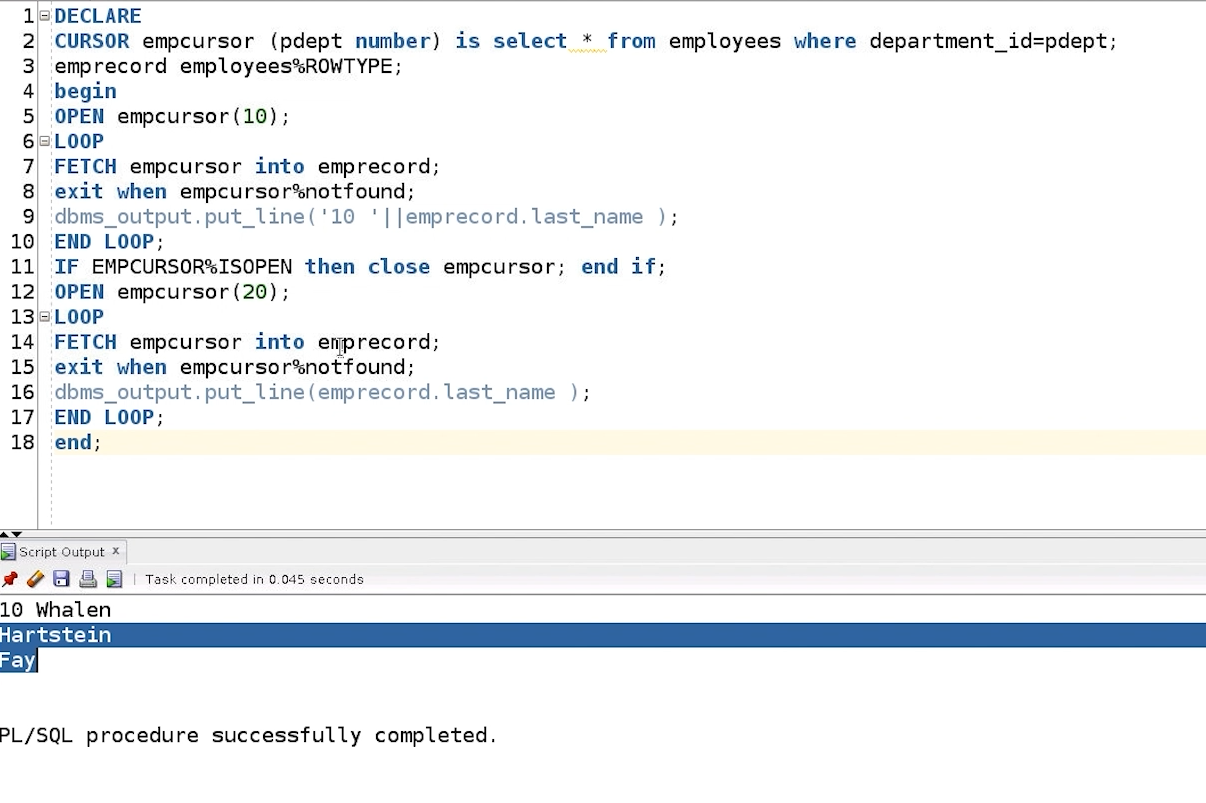 1 DECLARE
2 CURSOR empcursor (pdept number) is select * from employees where department_id=pdept;
3 emprecord employees%ROWTYPE;
4 begin
5 OPEN empcursor(10);
6 LOOP
7 FETCH empcursor into emprecord;
8 exit when empcursor%notfound;
9 dbms_output.put_line('10 '||emprecord.last_name );
10 END LOOP;
11 IF EMPCURSOR%ISOPEN then close empcursor; end if;
12 OPEN empcursor(20);
13 LOOP
14 FETCH empcursor into emprecord;
15 exit when empcursor%notfound;
16 dbms_output.put_line(emprecord.last_name );
17 END LOOP;
18 end;
Script Output x
Task completed in 0.045 seconds
10 Whalen
Hartstein
Fay
PL/SQL procedure successfully completed.